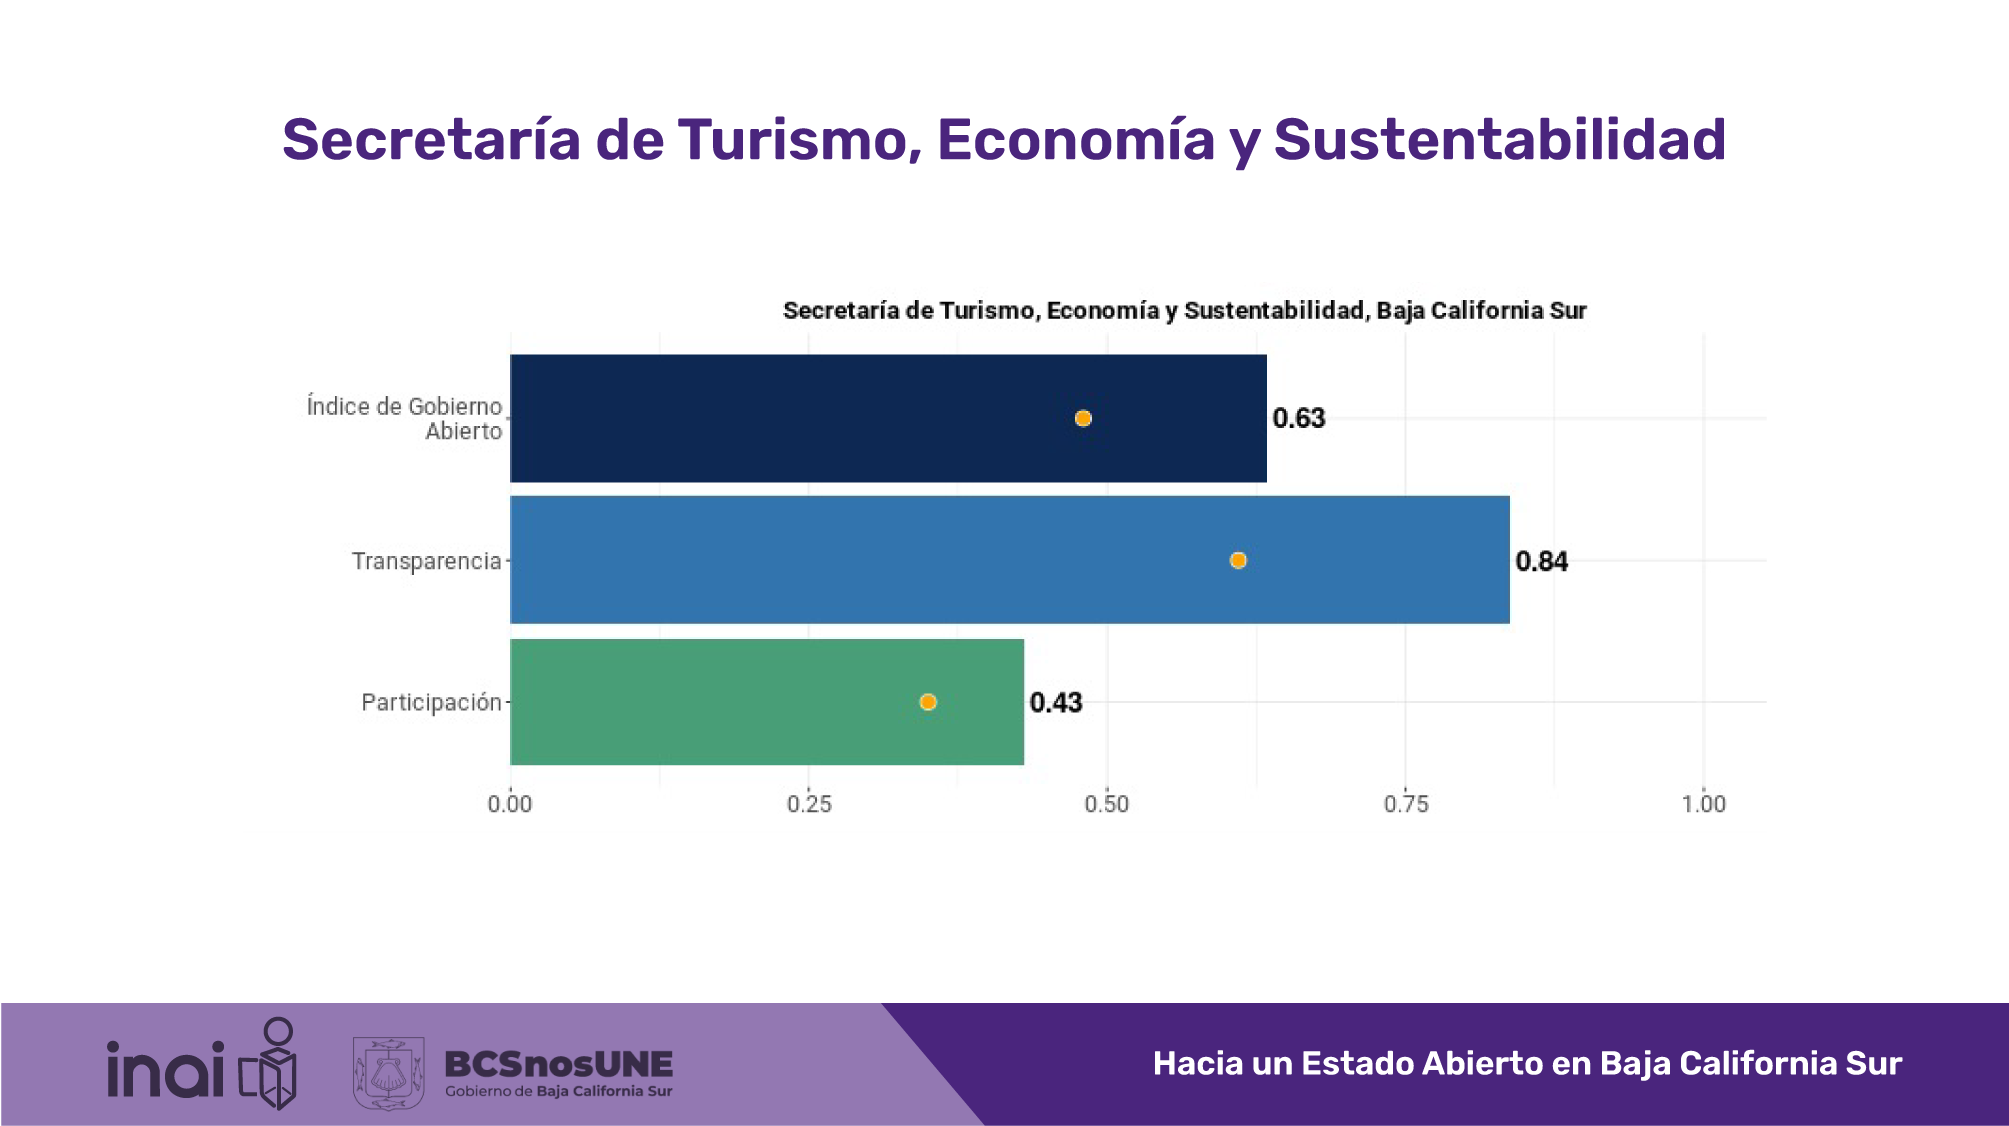 Secretaría de Turismo, Economía y Sustentabilidad
Secretaría de Turismo, Economía y Sustentabilidad, Baja California Sur
Índice de Gobierno
Abierto
0.63
Transparencia
0.84
Participación
0.43
0.00 0.25 0.50 0.75 1.00
inai
BCSnosUNE
Gobierno de Baja California Sur
Hacia un Estado Abierto en Baja California Sur